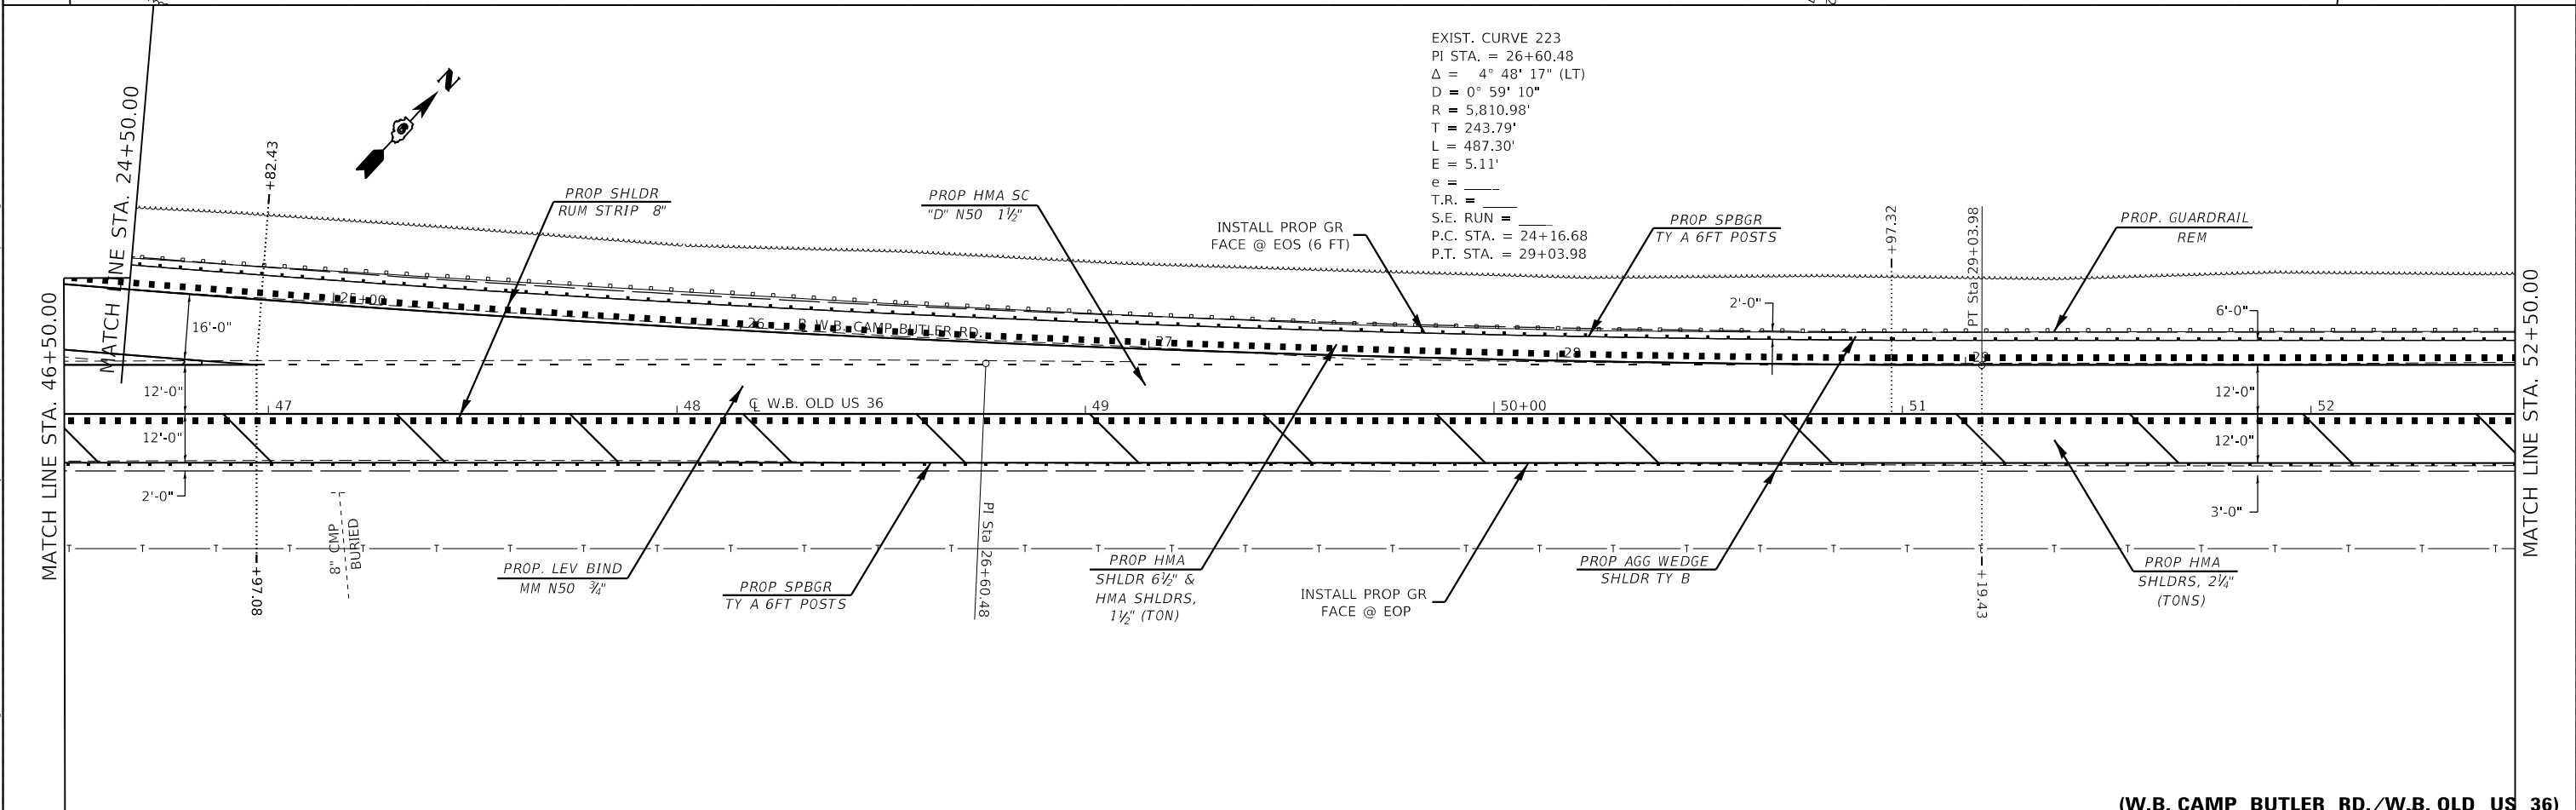 EXIST. CURVE 223
PI STA. = 26+60.48
Δ = 4° 48' 17" (LT)
D = 0° 59' 10"
R = 5,810.98'
T = 243.79'
L = 487.30'
E = 5.11'
e = ____
T.R. = ____
S.E. RUN = ____
P.C. STA. = 24+16.68
P.T. STA. = 29+03.98
MATCH LINE STA. 24+50.00
MATCH LINE STA. 46+50.00
MATCH LINE STA. 52+50.00
N
+82.43
PROP SHLDR
RUM STRIP 8"
PROP HMA SC
"D" N50 1½"
INSTALL PROP GR
FACE @ EOS (6 FT)
PROP SPBGR
TY A 6FT POSTS
+97.32
PT Sta 29+03.98
PROP. GUARDRAIL
REM
16'-0"
25+00
26
W.B. CAMP BUTLER RD.
27
28
29
2'-0"
6'-0"
12'-0"
12'-0"
2'-0"
47
48
℄ W.B. OLD US 36
49
50+00
51
52
12'-0"
12'-0"
3'-0"
+97.08
8" CMP
BURIED
PROP. LEV BIND
MM N50 ¾"
PROP SPBGR
TY A 6FT POSTS
PI Sta 26+60.48
PROP HMA
SHLDR 6½" &
HMA SHLDRS,
1½" (TON)
INSTALL PROP GR
FACE @ EOP
PROP AGG WEDGE
SHLDR TY B
+19.43
PROP HMA
SHLDRS, 2¼"
(TONS)
T T T T T T T T T T T T T T T T T T T T T T T T T T T T T T T T T T
(W.B. CAMP BUTLER RD./W.B. OLD US 36)